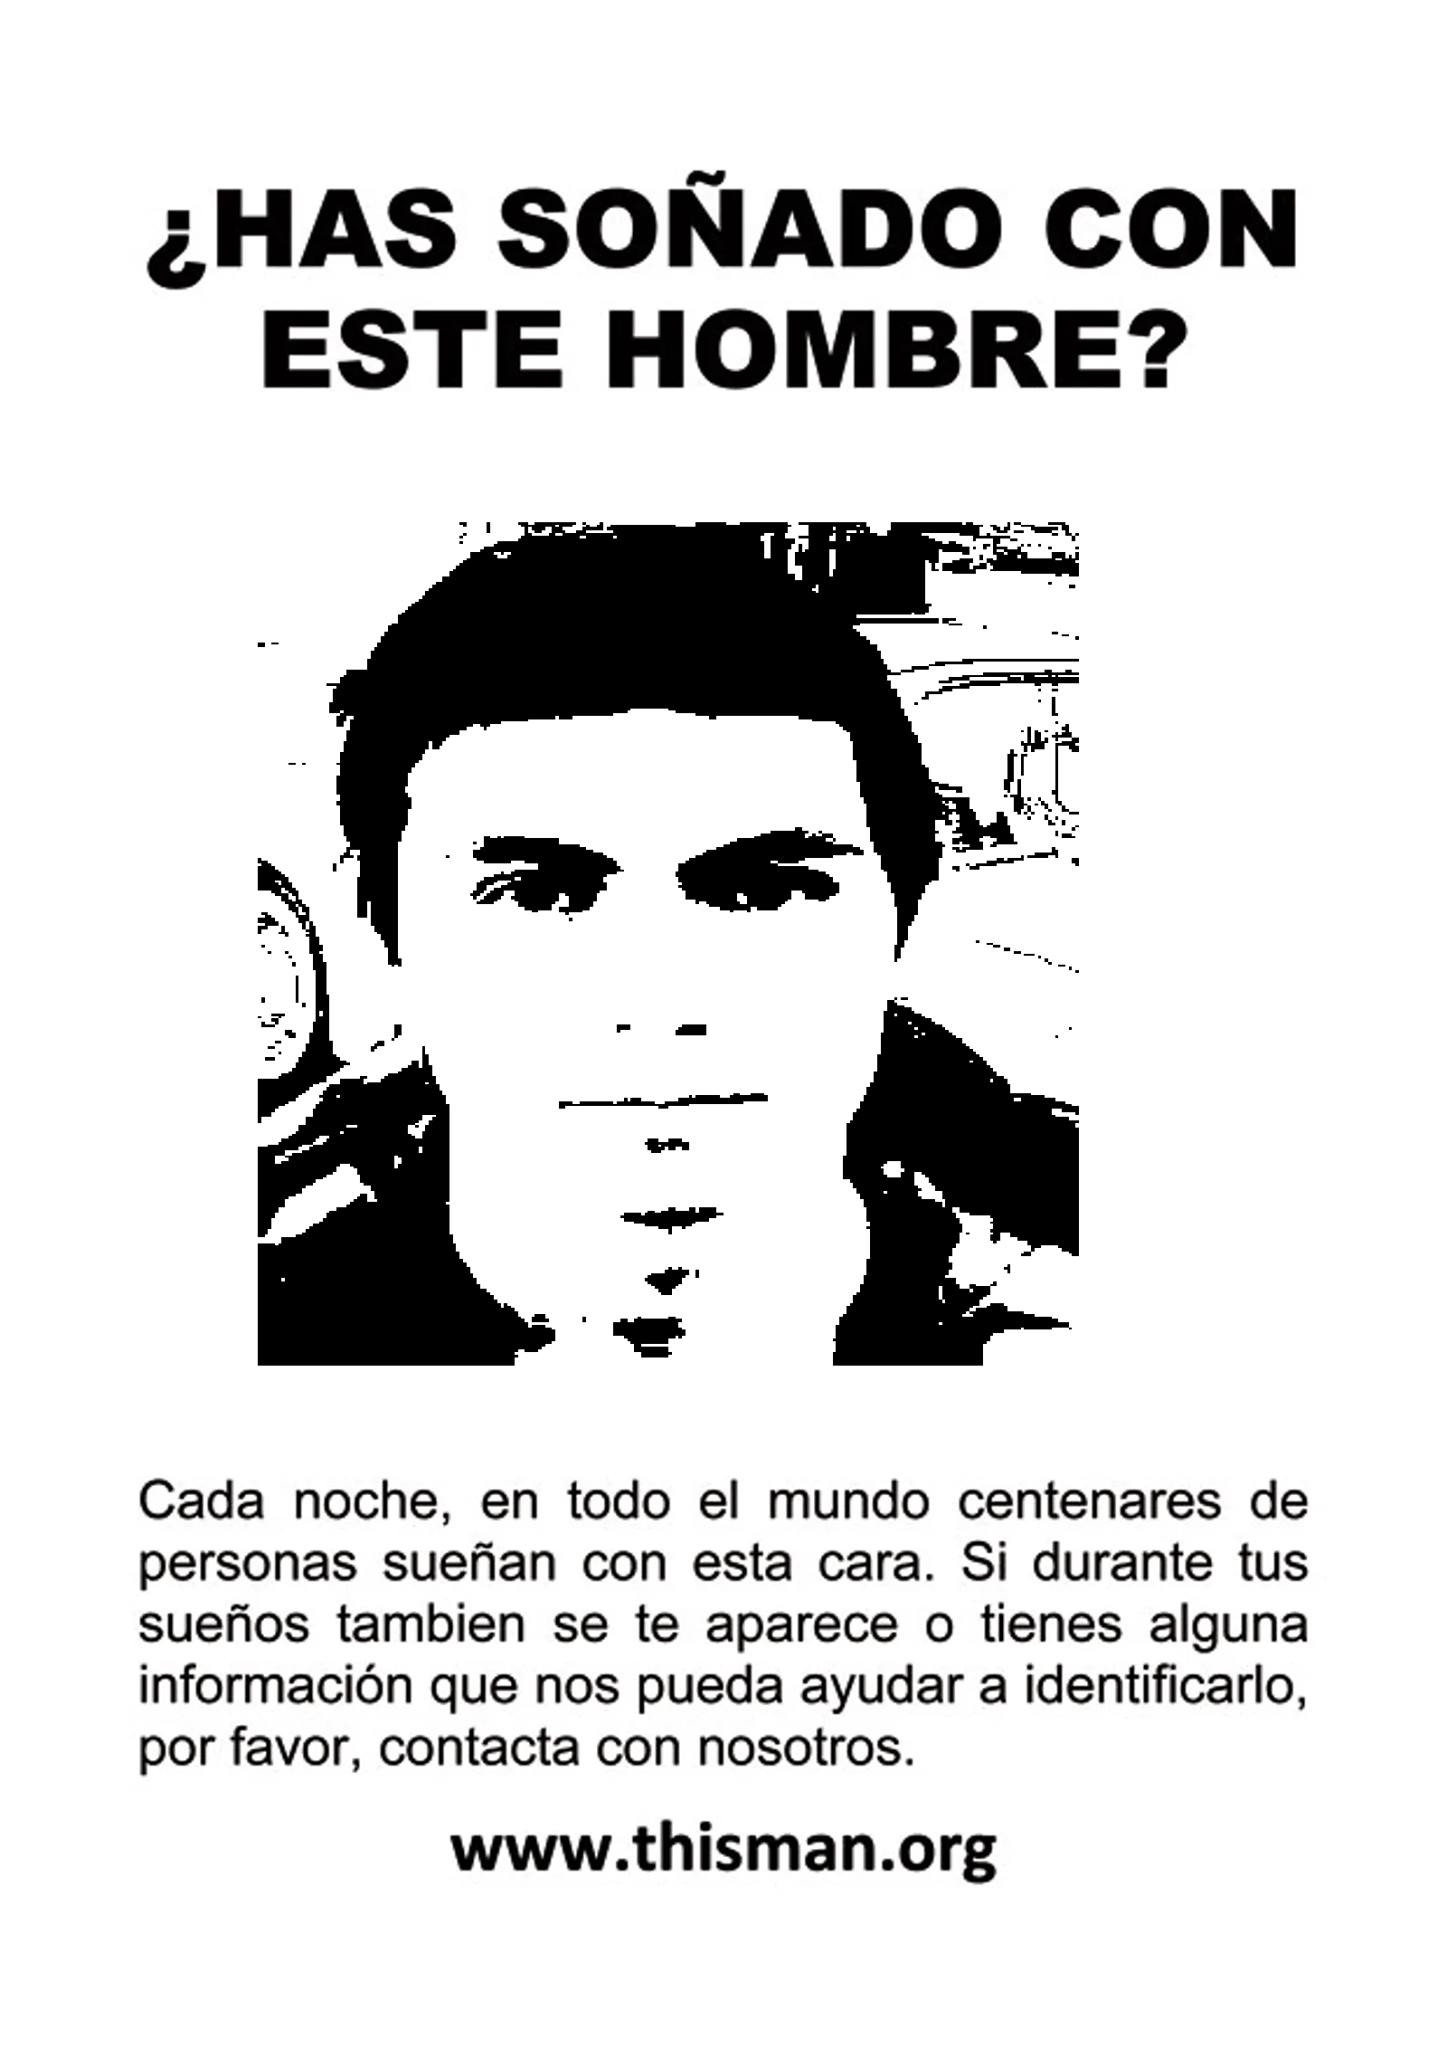 ¿HAS SOÑADO CON
ESTE HOMBRE?
Cada noche, en todo el mundo centenares de
personas sueñan con esta cara. Si durante tus
sueños tambien se te aparece o tienes alguna
información que nos pueda ayudar a identificarlo,
por favor, contacta con nosotros.
www.thisman.org